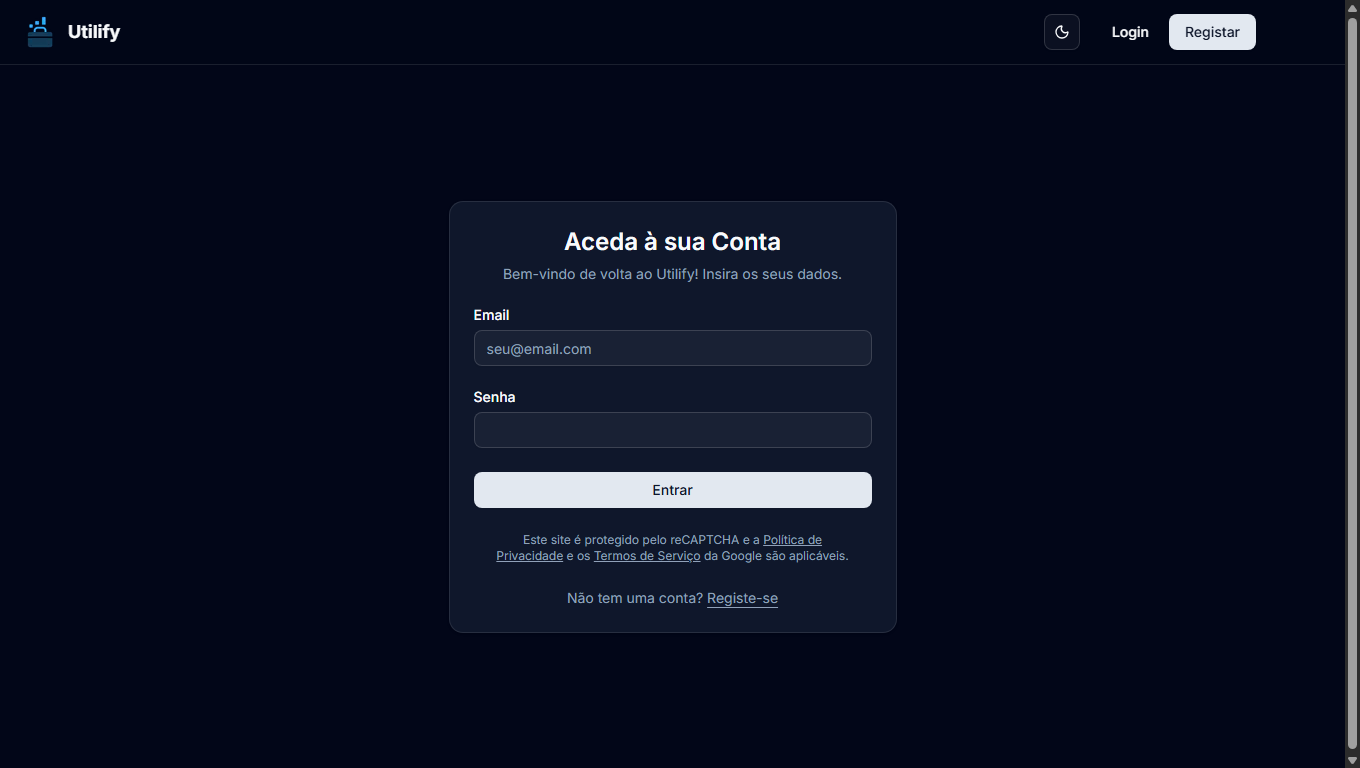 Utilify
Login
Registar
Aceda à sua Conta
Bem-vindo de volta ao Utilify! Insira os seus dados.
Email
seu@email.com
Senha
Entrar
Este site é protegido pelo reCAPTCHA e a Política de
Privacidade e os Termos de Serviço da Google são aplicáveis.
Não tem uma conta? Registe-se